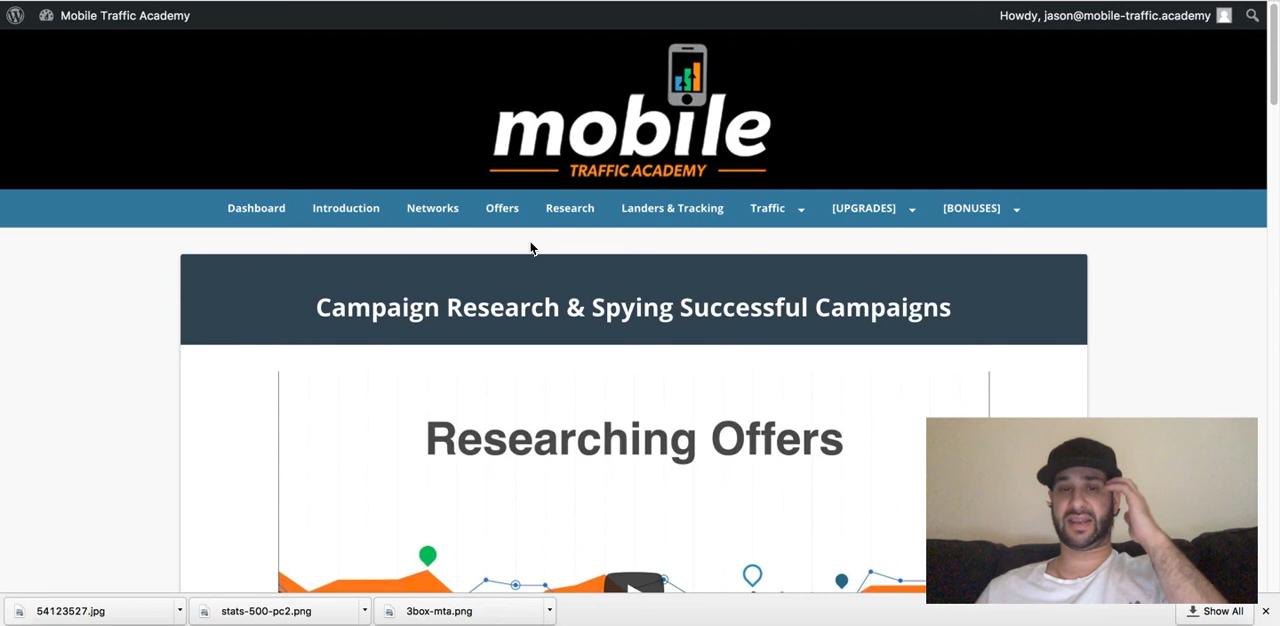 Mobile Traffic Academy
Howdy, jason@mobile-traffic.academy
mobile
TRAFFIC ACADEMY
Dashboard
Introduction
Networks
Offers
Research
Landers & Tracking
Traffic
[UPGRADES]
[BONUSES]
Campaign Research & Spying Successful Campaigns
Researching Offers
54123527.jpg
stats-500-pc2.png
3box-mta.png
Show All